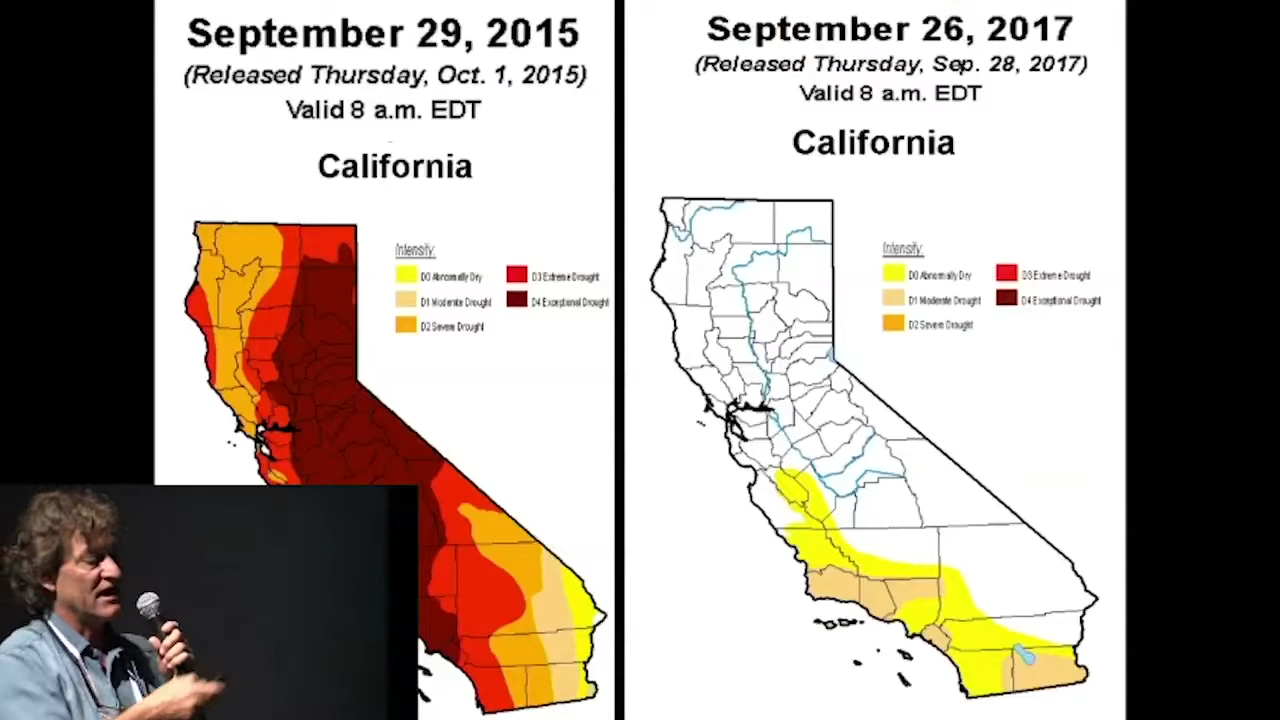 September 29, 2015
(Released Thursday, Oct. 1, 2015)
Valid 8 a.m. EDT
California
Intensity:
D0 Abnormally Dry
D3 Extreme Drought
D1 Moderate Drought
D4 Exceptional Drought
D2 Severe Drought
September 26, 2017
(Released Thursday, Sep. 28, 2017)
Valid 8 a.m. EDT
California
Intensity:
D0 Abnormally Dry
D3 Extreme Drought
D1 Moderate Drought
D4 Exceptional Drought
D2 Severe Drought